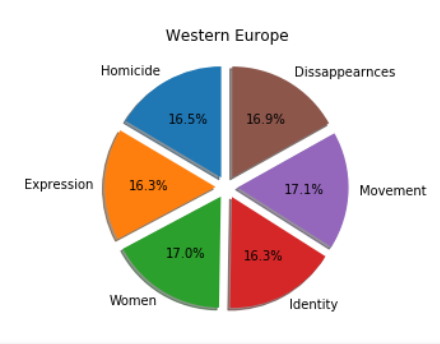 Western Europe
Homicide
Dissappearnces
16.5%
16.9%
Expression
16.3%
17.1%
Movement
17.0%
16.3%
Women
Identity